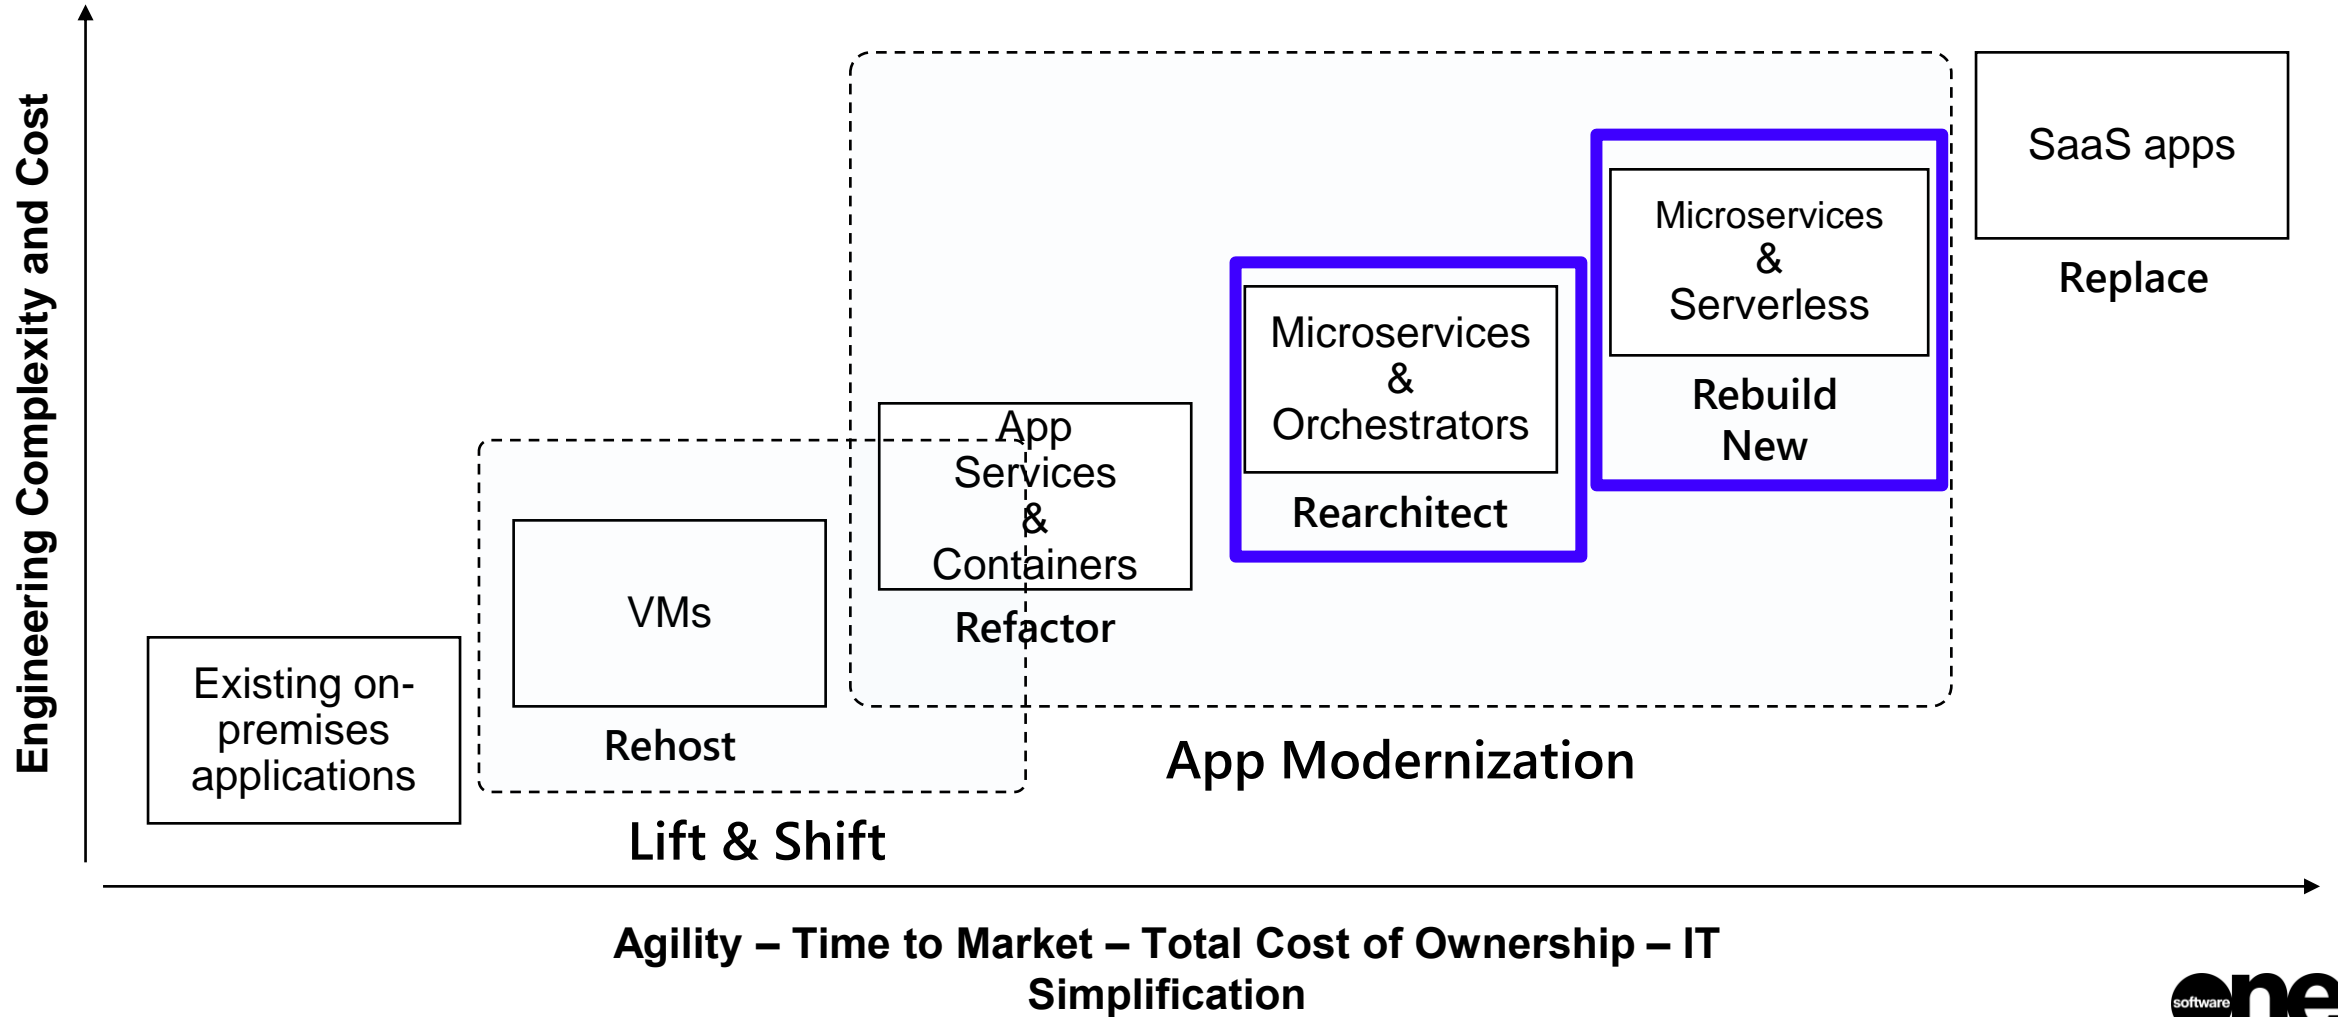 Engineering Complexity and Cost
Existing on-
premises
applications
VMs
Rehost
Lift & Shift
App
Services
&
Containers
Refactor
Microservices
&
Orchestrators
Rearchitect
Microservices
&
Serverless
Rebuild
New
App Modernization
SaaS apps
Replace
Agility – Time to Market – Total Cost of Ownership – IT
Simplification
software
one